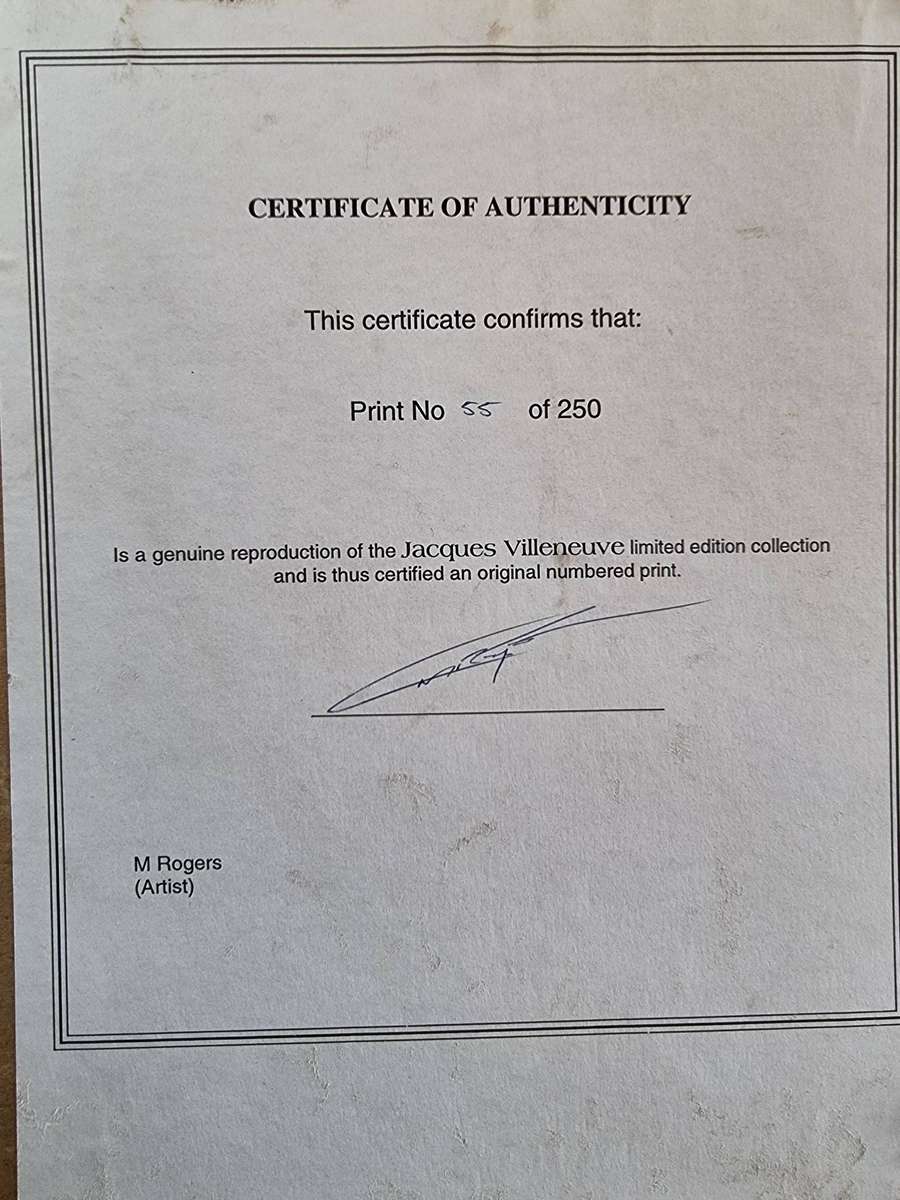 CERTIFICATE OF AUTHENTICITY
This certificate confirms that:
Print No 55 of 250
Is a genuine reproduction of the Jacques Villeneuve limited edition collection
and is thus certified an original numbered print.
M Rogers
(Artist)